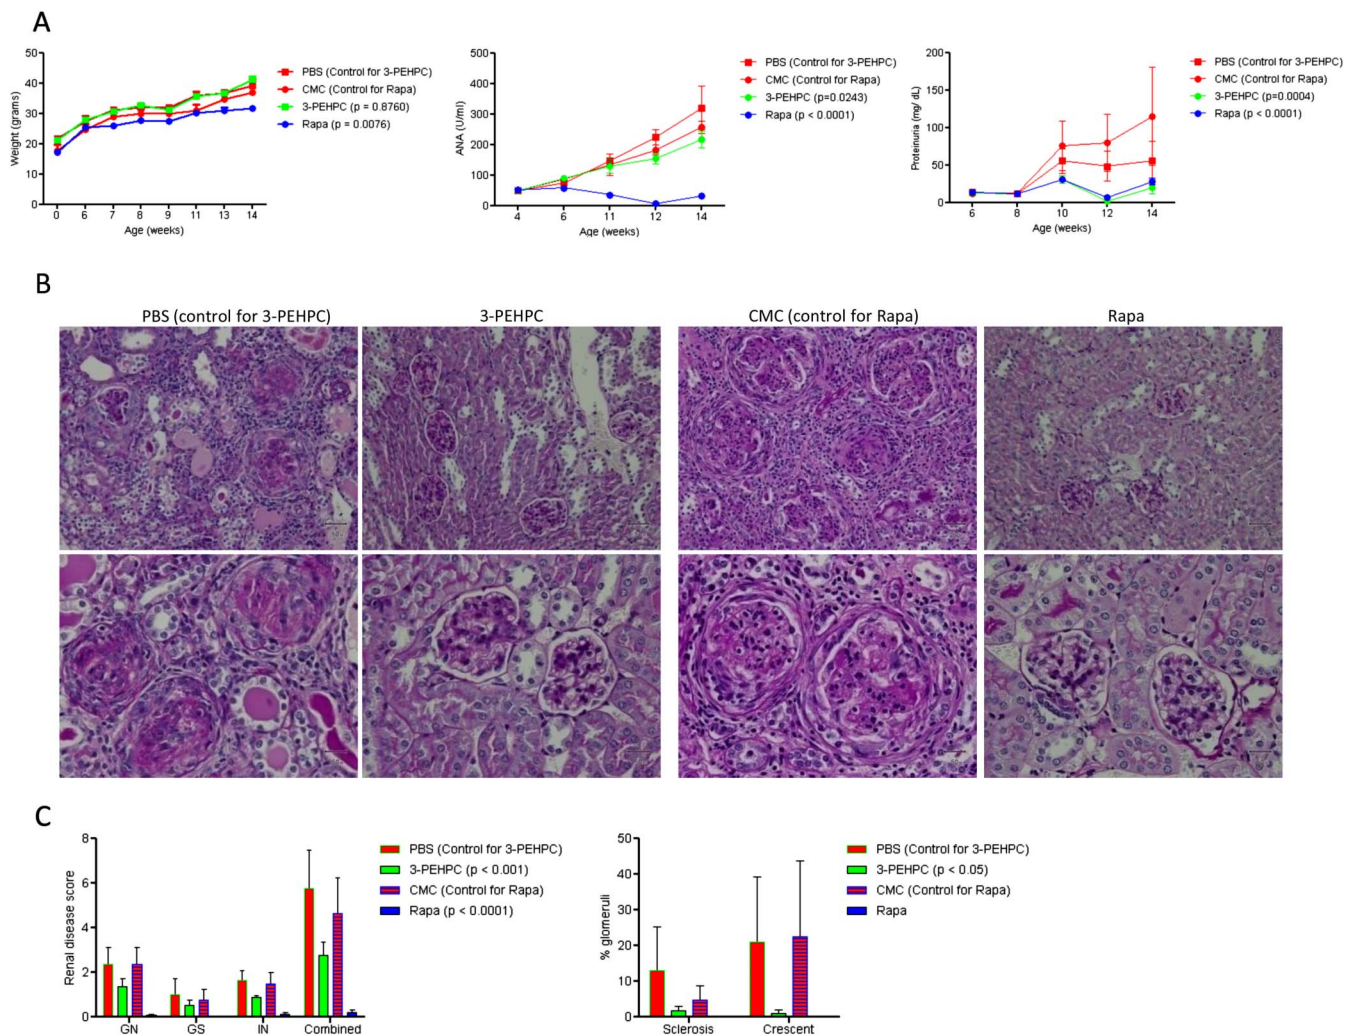 A
50
40
30
20
10
0
Weight (grams)
0 6 7 8 9 11 13 14
Age (weeks)
PBS (Control for 3-PEHPC)
CMC (Control for Rapa)
3-PEHPC (p = 0.8760)
Rapa (p = 0.0076)
500
400
300
200
100
0
ANA (U/ml)
4 6 11 12 14
Age (weeks)
PBS (Control for 3-PEHPC)
CMC (Control for Rapa)
3-PEHPC (p=0.0243)
Rapa (p < 0.0001)
200
150
100
50
0
Proteinuria (mg/ dL)
6 8 10 12 14
Age (weeks)
PBS (Control for 3-PEHPC)
CMC (Control for Rapa)
3-PEHPC (p=0.0004)
Rapa (p < 0.0001)
B
PBS (control for 3-PEHPC)
3-PEHPC
CMC (control for Rapa)
Rapa
C
8
6
4
2
0
Renal disease score
GN GS IN Combined
PBS (Control for 3-PEHPC)
3-PEHPC (p < 0.001)
CMC (Control for Rapa)
Rapa (p < 0.0001)
50
40
30
20
10
0
% glomeruli
Sclerosis Crescent
PBS (Control for 3-PEHPC)
3-PEHPC (p < 0.05)
CMC (Control for Rapa)
Rapa